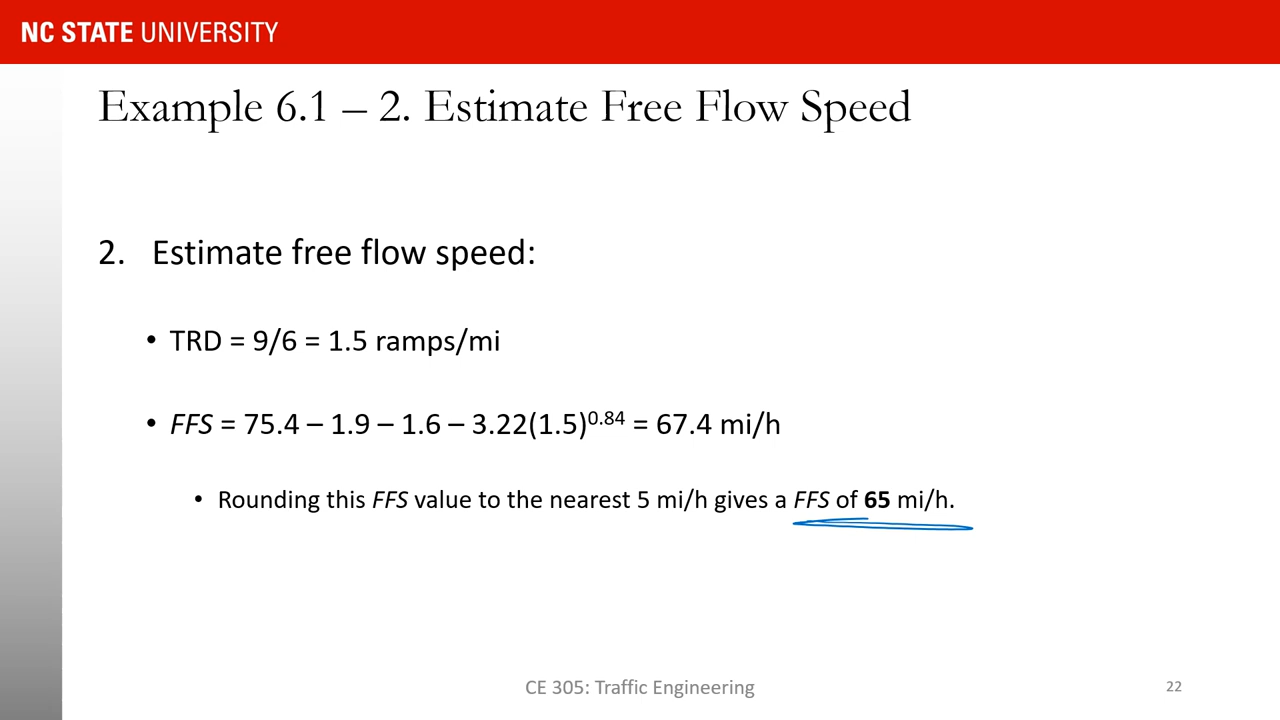 NC STATE UNIVERSITY
Example 6.1 – 2. Estimate Free Flow Speed
2. Estimate free flow speed:
• TRD = 9/6 = 1.5 ramps/mi
• FFS = 75.4 – 1.9 – 1.6 – 3.22(1.5)^0.84 = 67.4 mi/h
• Rounding this FFS value to the nearest 5 mi/h gives a FFS of 65 mi/h.
CE 305: Traffic Engineering
22